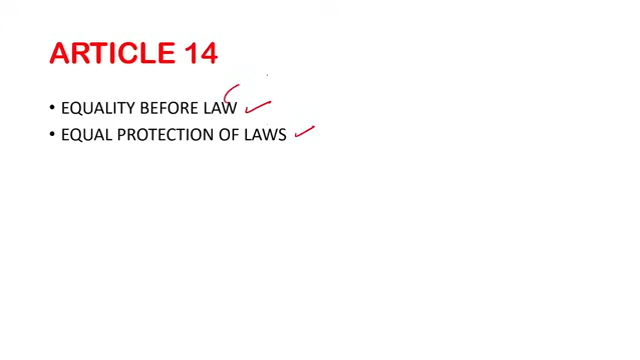 ARTICLE 14
• EQUALITY BEFORE LAW
• EQUAL PROTECTION OF LAWS